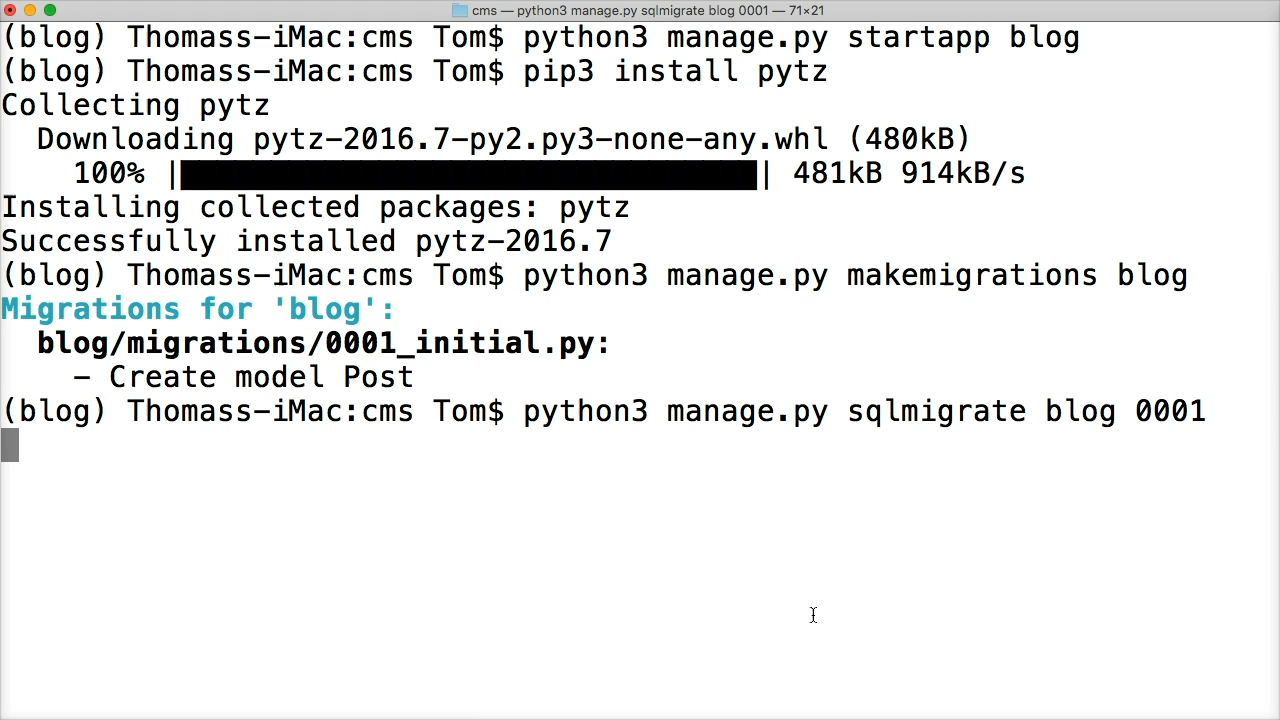 cms — python3 manage.py sqlmigrate blog 0001 — 71×21
(blog) Thomass-iMac:cms Tom$ python3 manage.py startapp blog
(blog) Thomass-iMac:cms Tom$ pip3 install pytz
Collecting pytz
  Downloading pytz-2016.7-py2.py3-none-any.whl (480kB)
    100% |████████████████████████████████| 481kB 914kB/s
Installing collected packages: pytz
Successfully installed pytz-2016.7
(blog) Thomass-iMac:cms Tom$ python3 manage.py makemigrations blog
Migrations for 'blog':
  blog/migrations/0001_initial.py:
    - Create model Post
(blog) Thomass-iMac:cms Tom$ python3 manage.py sqlmigrate blog 0001